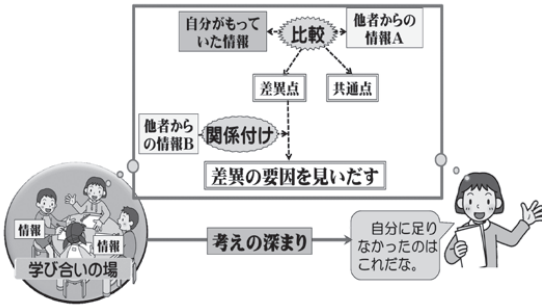 自分がもって
いた情報
比較
他者からの
情報A
差異点
共通点
他者から
の情報B
関係付け
差異の要因を見いだす
情報
情報
学び合いの場
考えの深まり
自分に足り
なかったのは
これだな。